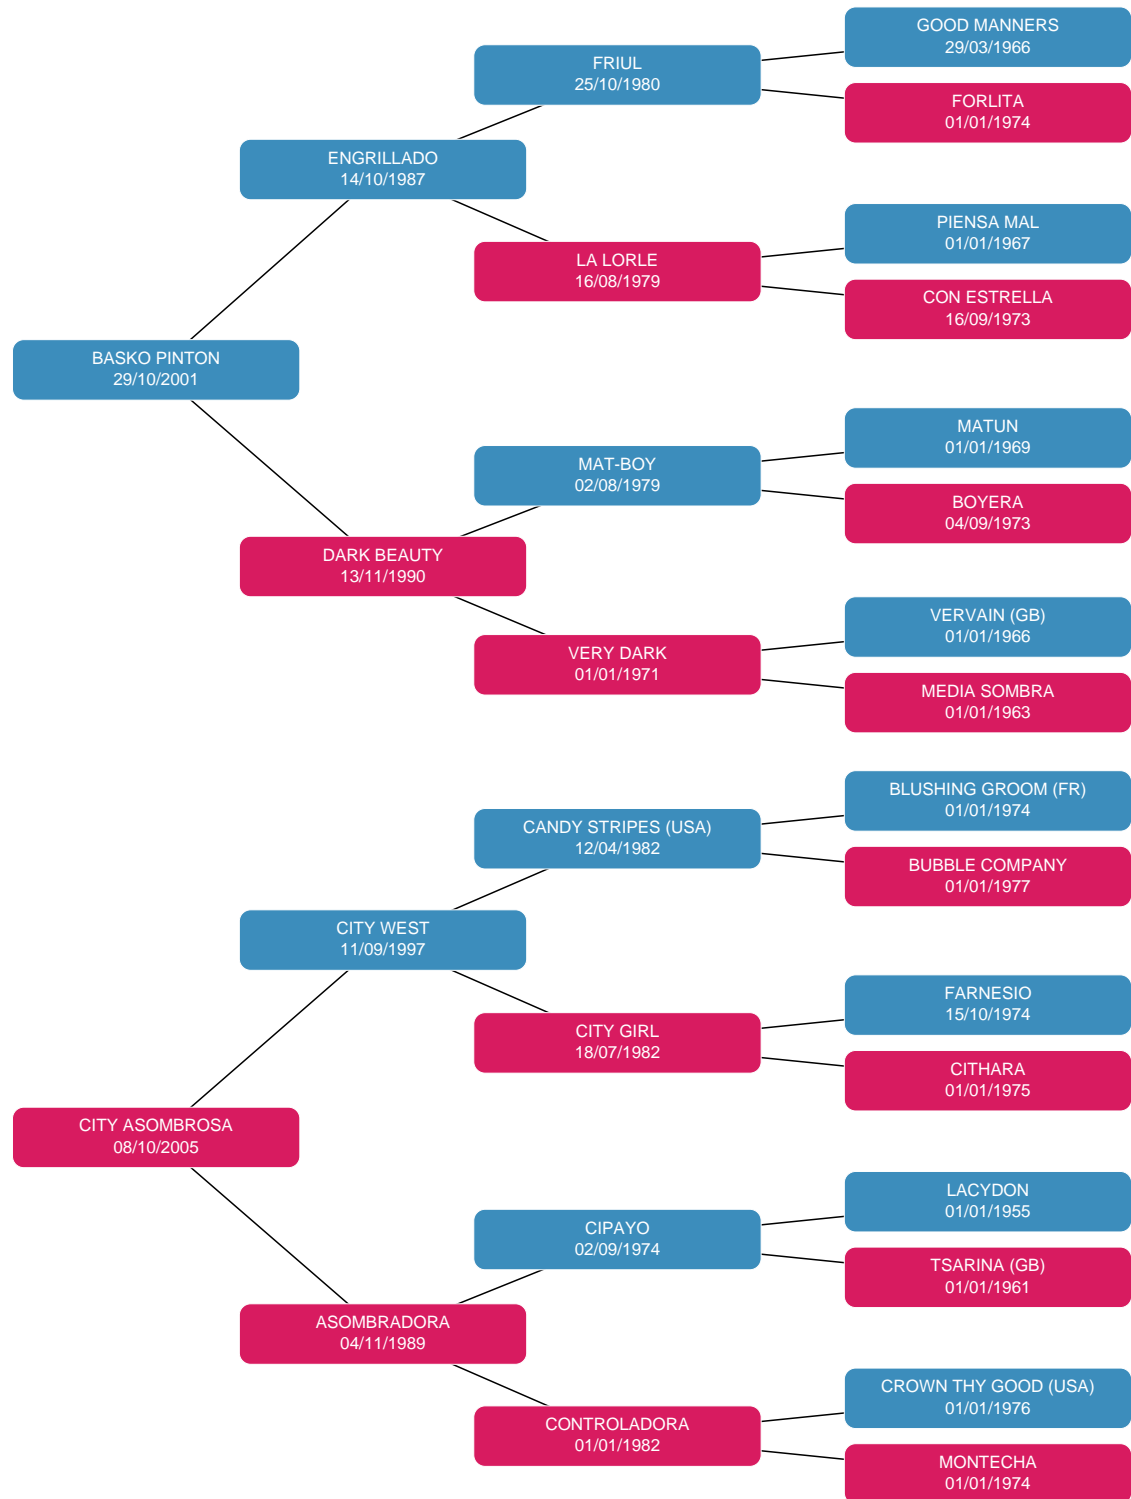 GOOD MANNERS
29/03/1966
FRIUL
25/10/1980
FORLITA
01/01/1974
ENGRILLADO
14/10/1987
PIENSA MAL
01/01/1967
LA LORLE
16/08/1979
CON ESTRELLA
16/09/1973
BASKO PINTON
29/10/2001
MATUN
01/01/1969
MAT-BOY
02/08/1979
BOYERA
04/09/1973
DARK BEAUTY
13/11/1990
VERVAIN (GB)
01/01/1966
VERY DARK
01/01/1971
MEDIA SOMBRA
01/01/1963
BLUSHING GROOM (FR)
01/01/1974
CANDY STRIPES (USA)
12/04/1982
BUBBLE COMPANY
01/01/1977
CITY WEST
11/09/1997
FARNESIO
15/10/1974
CITY GIRL
18/07/1982
CITHARA
01/01/1975
CITY ASOMBROSA
08/10/2005
LACYDON
01/01/1955
CIPAYO
02/09/1974
TSARINA (GB)
01/01/1961
ASOMBRADORA
04/11/1989
CROWN THY GOOD (USA)
01/01/1976
CONTROLADORA
01/01/1982
MONTECHA
01/01/1974